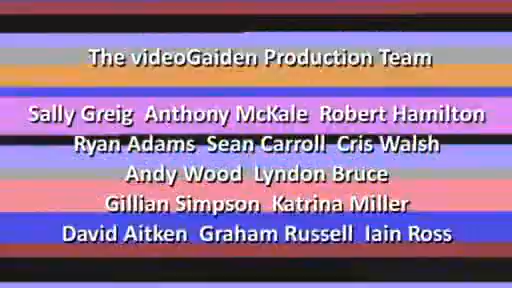 The videoGaiden Production Team
Sally Greig Anthony McKale Robert Hamilton
Ryan Adams Sean Carroll Cris Walsh
Andy Wood Lyndon Bruce
Gillian Simpson Katrina Miller
David Aitken Graham Russell Iain Ross